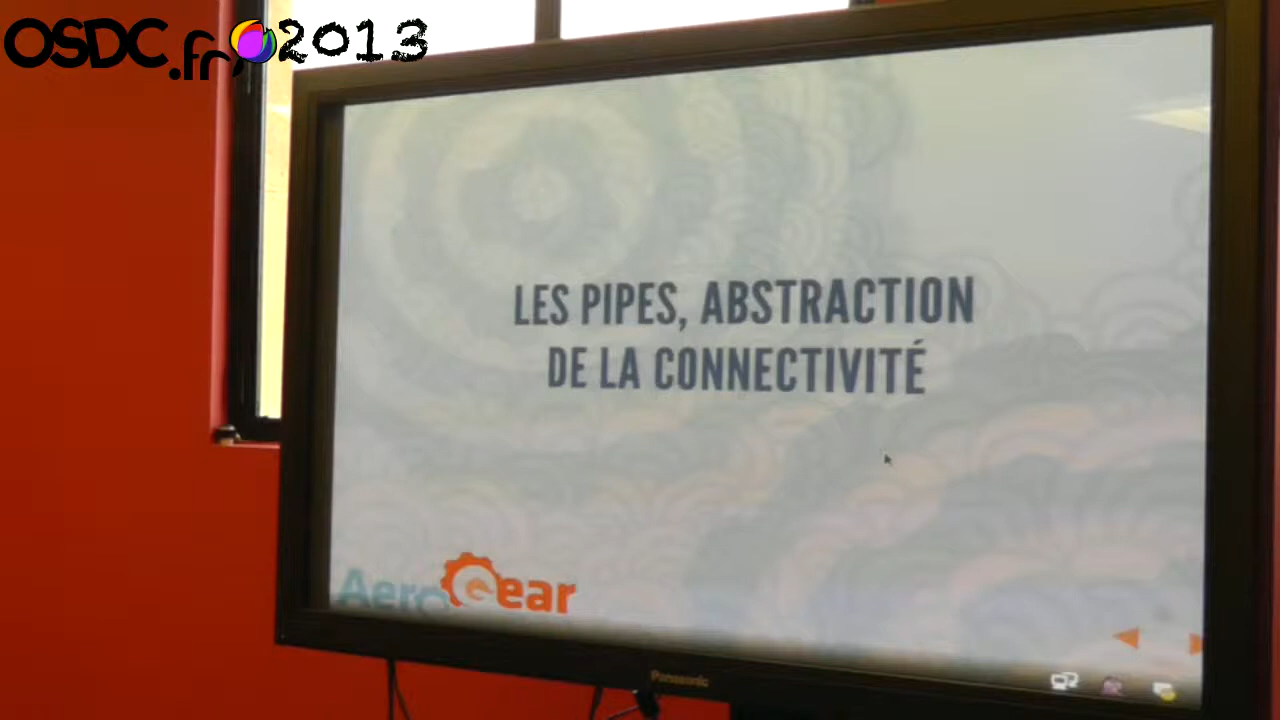 OSDC.fr 2013
LES PIPES, ABSTRACTION
DE LA CONNECTIVITÉ
AeroGear
Panasonic